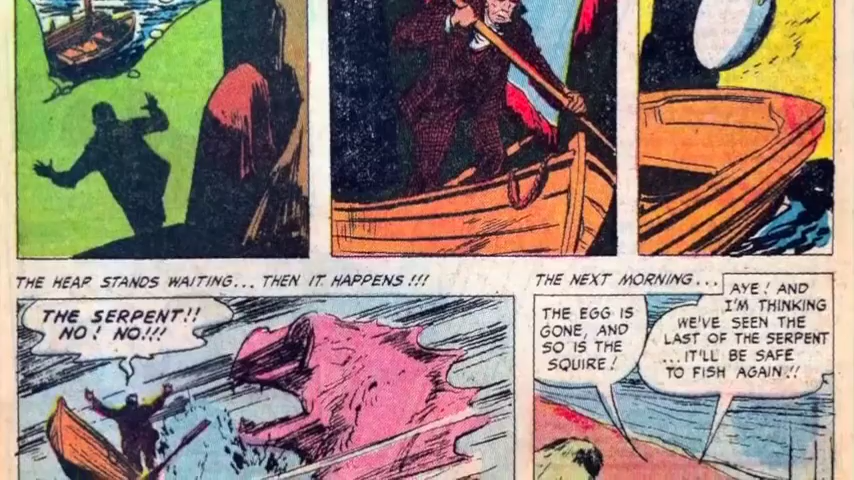 THE HEAP STANDS WAITING... THEN IT HAPPENS!!!
THE SERPENT!!
NO! NO!!!
THE NEXT MORNING...
THE EGG IS
GONE, AND
SO IS THE
SQUIRE!
AYE! AND
I'M THINKING
WE'VE SEEN THE
LAST OF THE SERPENT
...IT'LL BE SAFE
TO FISH AGAIN!!